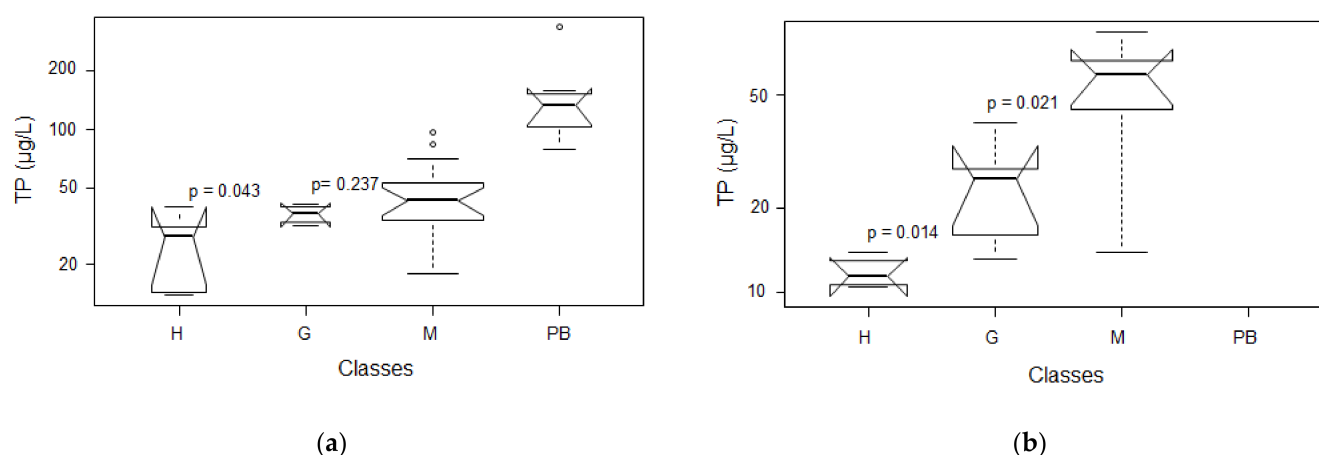 TP (µg/L)
200
100
50
20
p = 0.043
p= 0.237
H
G
M
PB
Classes
(a)
TP (µg/L)
50
20
10
p = 0.014
p = 0.021
H
G
M
PB
Classes
(b)